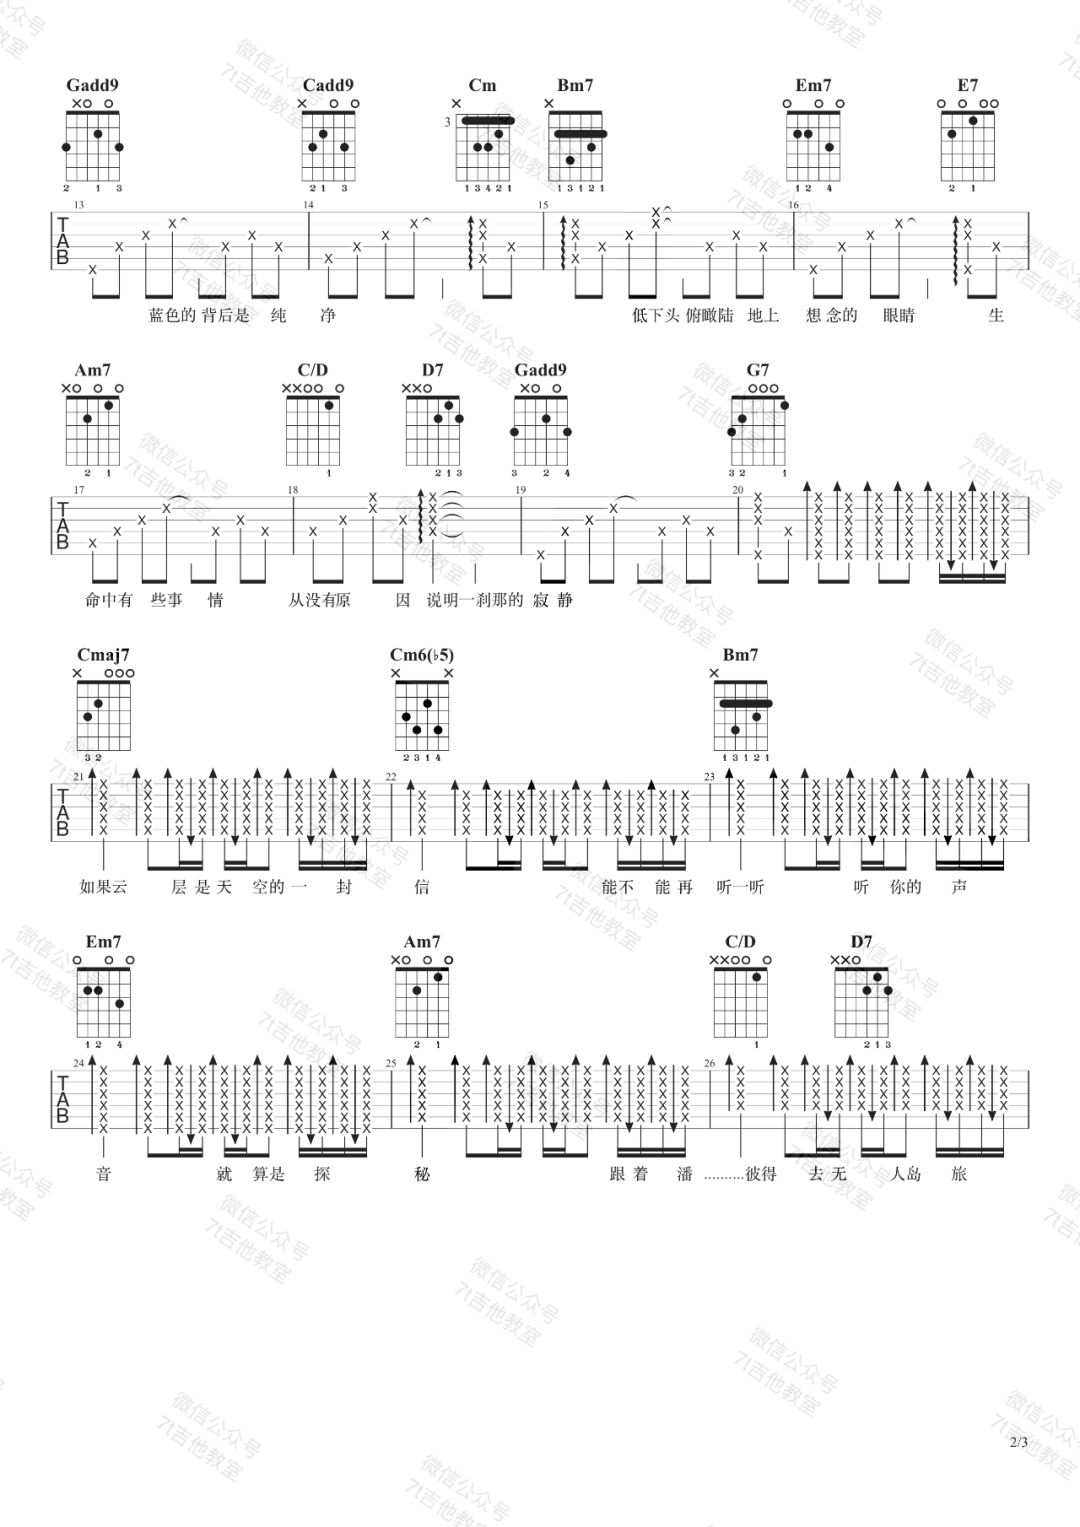 Gadd9 Cadd9 Cm Bm7 Em7 E7
3
2 1 3 2 1 3 1 3 4 2 1 1 3 1 2 1 1 2 4 2 1
13 14 15 16
TAB
蓝色的 背后是 纯 净 低下头 俯瞰陆 地上 想 念的 眼睛 生
Am7 C/D D7 Gadd9 G7
2 1 1 2 1 3 3 2 4 3 2 1
17 18 19 20
TAB
命中有 些事 情 从没有原 因 说明一刹那的 寂 静
Cmaj7 Cm6(♭5) Bm7
3 2 2 3 1 4 1 3 1 2 1
21 22 23
TAB
如果云 层 是 天 空的 一 封 信 能不 能 再 听一听 听 你的 声
Em7 Am7 C/D D7
1 2 4 2 1 1 2 1 3
24 25 26
TAB
音 就 算是 探 秘 跟 着 潘 ..........彼得 去 无 人岛 旅
2/3
微信公众号
7t吉他教室